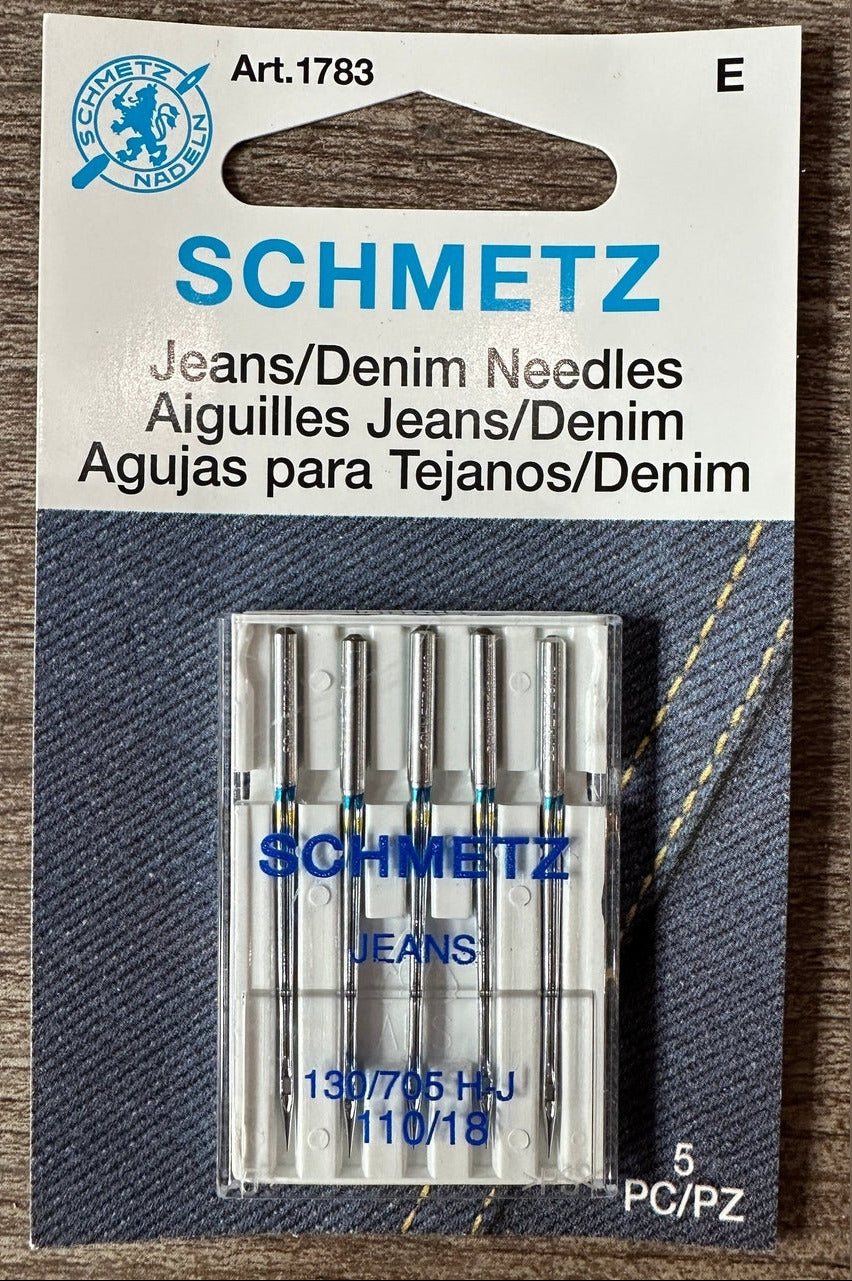 Art.1783
E
SCHMETZ
NADELN
SCHMETZ
Jeans/Denim Needles
Aiguilles Jeans/Denim
Agujas para Tejanos/Denim
SCHMETZ
JEANS
130/705 H-J
110/18
5
PC/PZ